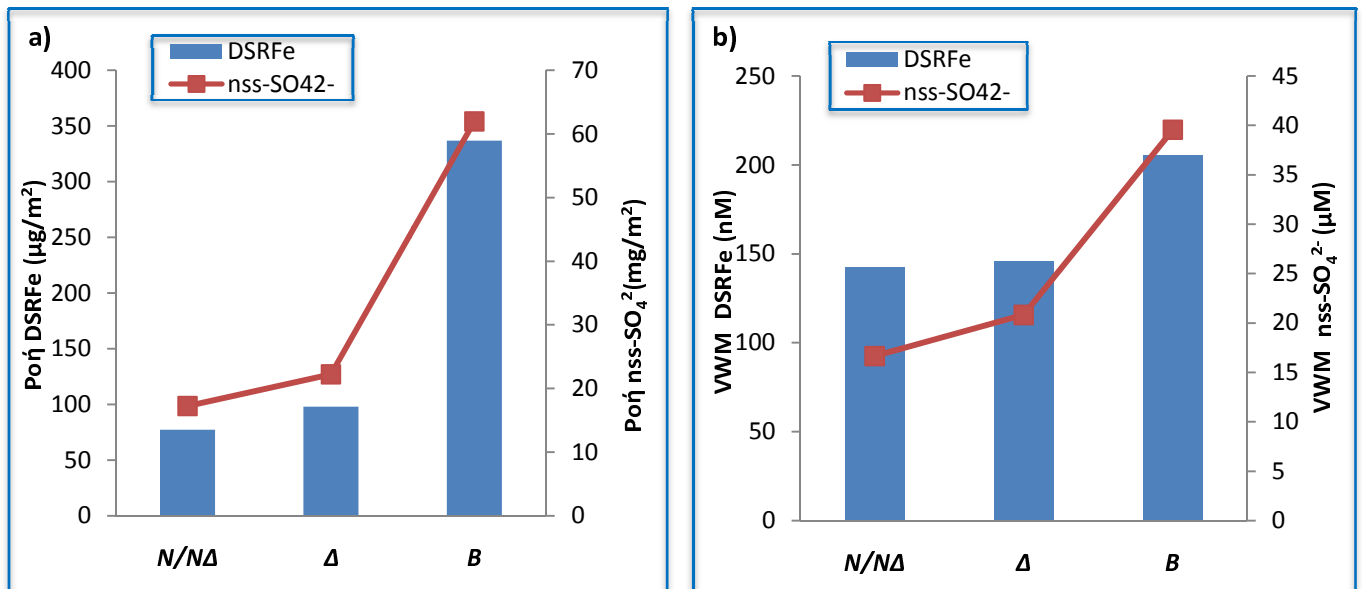 a)
DSRFe
nss-SO42-
400
350
300
250
200
150
100
50
0
70
60
50
40
30
20
10
0
Ροή DSRFe (μg/m²)
Ροή nss-SO₄²(mg/m²)
N/NΔ Δ B
b)
DSRFe
nss-SO42-
250
200
150
100
50
0
45
40
35
30
25
20
15
10
5
0
VWM DSRFe (nM)
VWM nss-SO₄²⁻ (μM)
N/NΔ Δ B